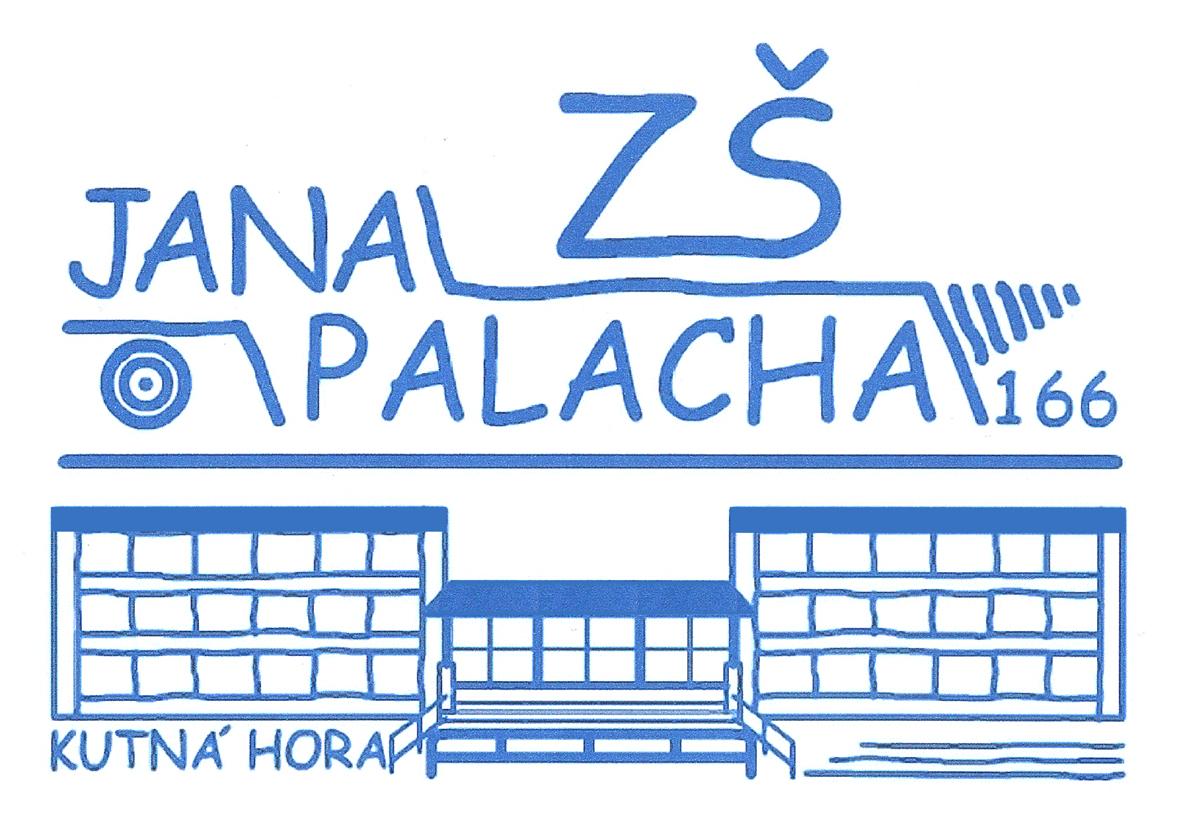 ZŠ
JANA
PALACHA 166
KUTNÁ HORA